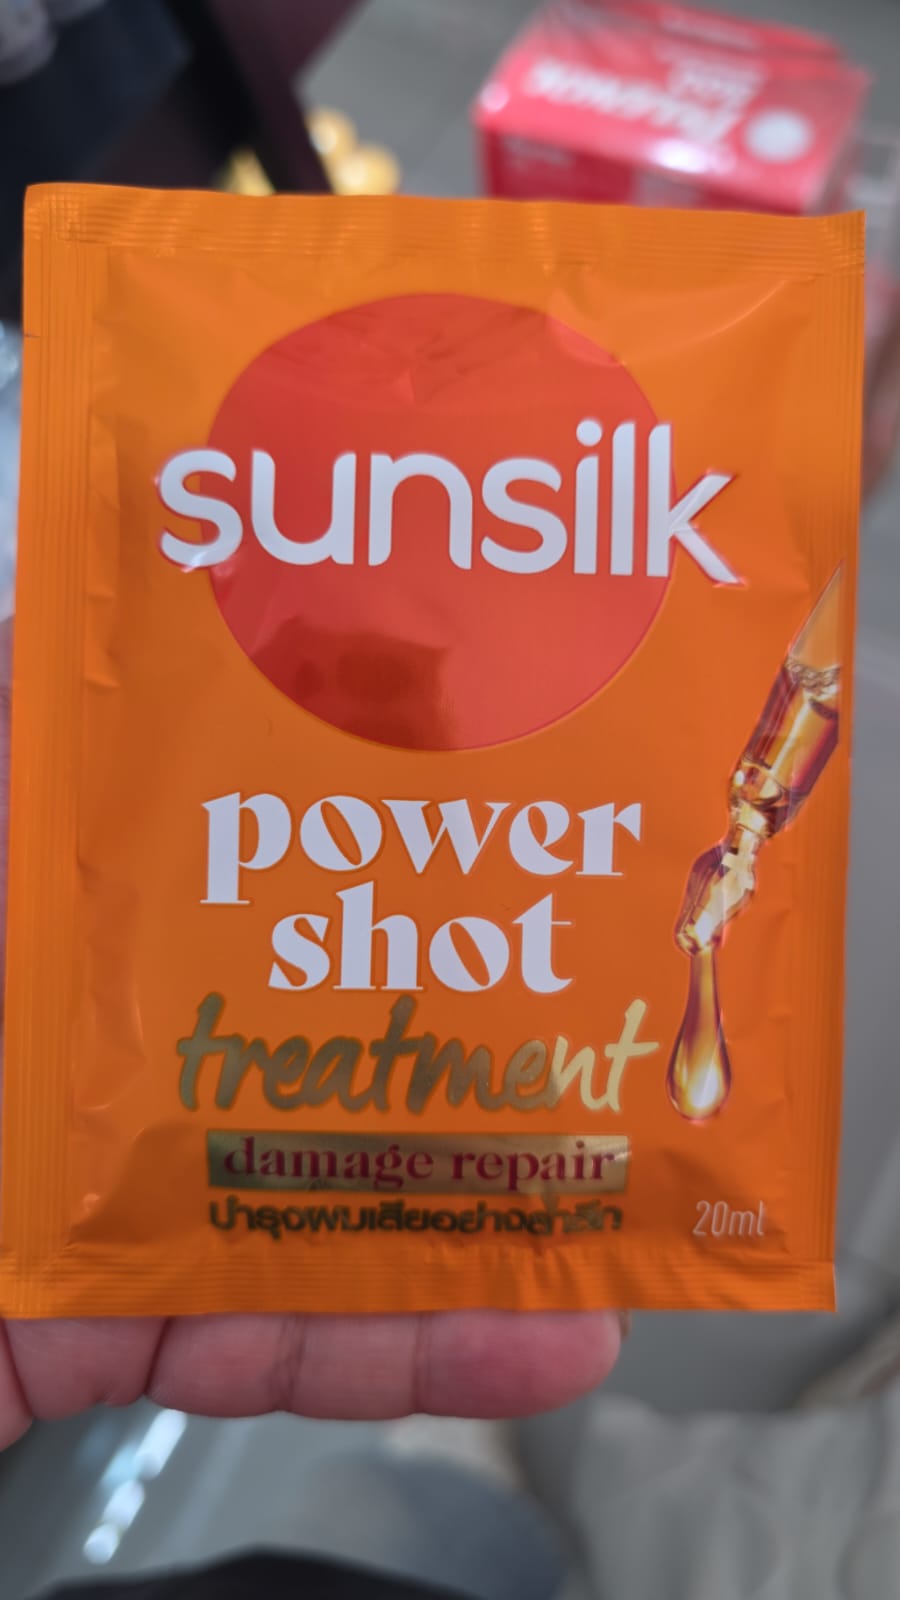 sunsilk
power
shot
treatment
damage repair
บำรุงผมเสียอย่างล้ำลึก
20ml